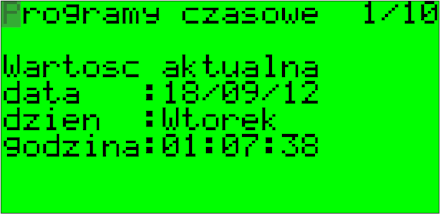 Programy czasowe 1/10
Wartosc aktualna
data :18/09/12
dzien :Wtorek
godzina:01:07:38